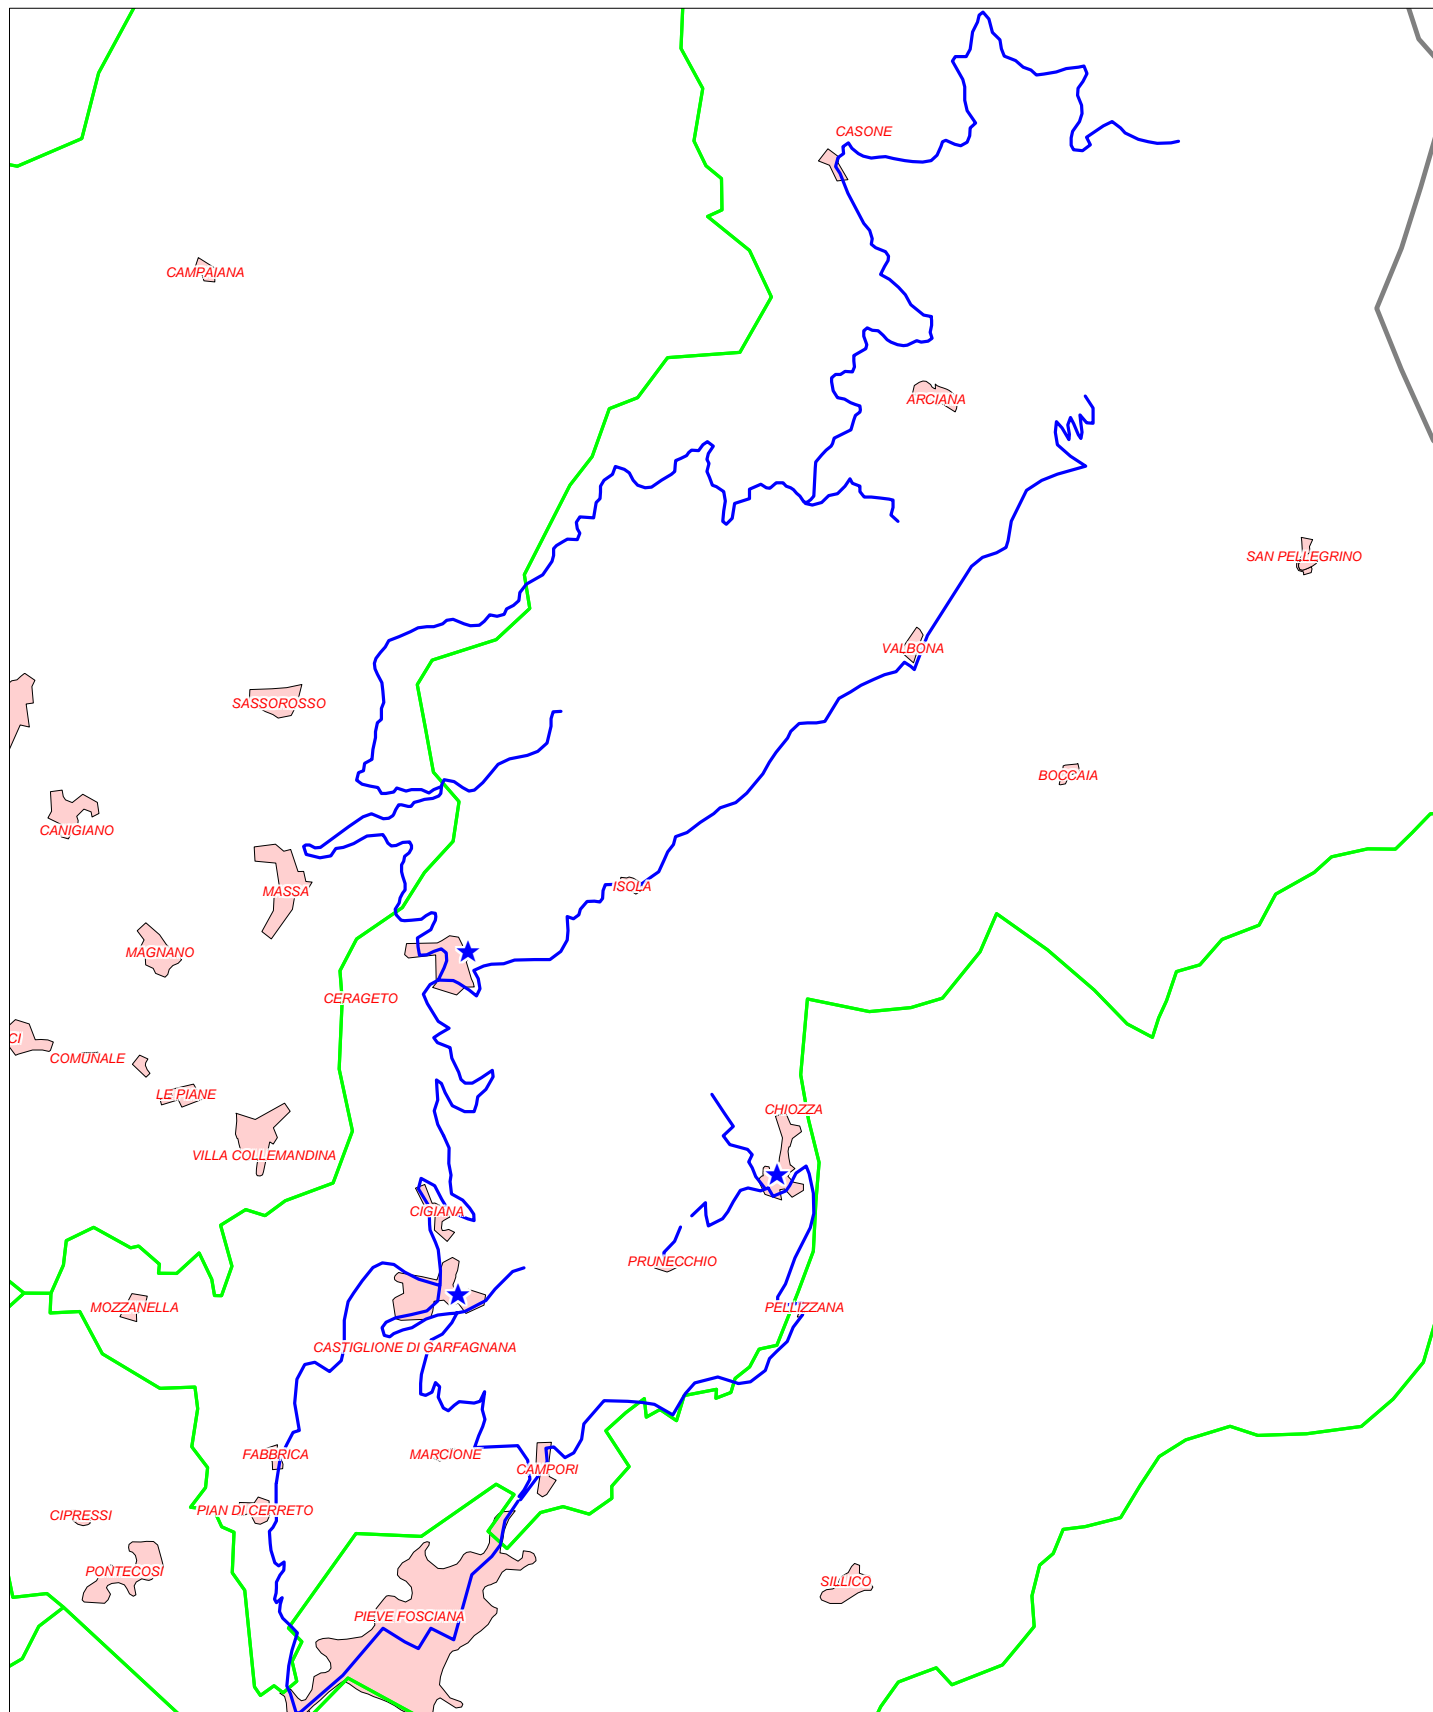 CASONE
CAMPAIANA
ARCIANA
SAN PELLEGRINO
VALBONA
SASSOROSSO
BOCCAIA
CANIGIANO
ISOLA
MASSA
MAGNANO
CERAGETO
CI
COMUNALE
LE PIANE
CHIOZZA
VILLA COLLEMANDINA
CIGIANA
PRUNECCHIO
MOZZANELLA
PELLIZZANA
CASTIGLIONE DI GARFAGNANA
FABBRICA
MARCIONE
CAMPORI
PIAN DI CERRETO
CIPRESSI
PONTECOSI
SILLICO
PIEVE FOSCIANA